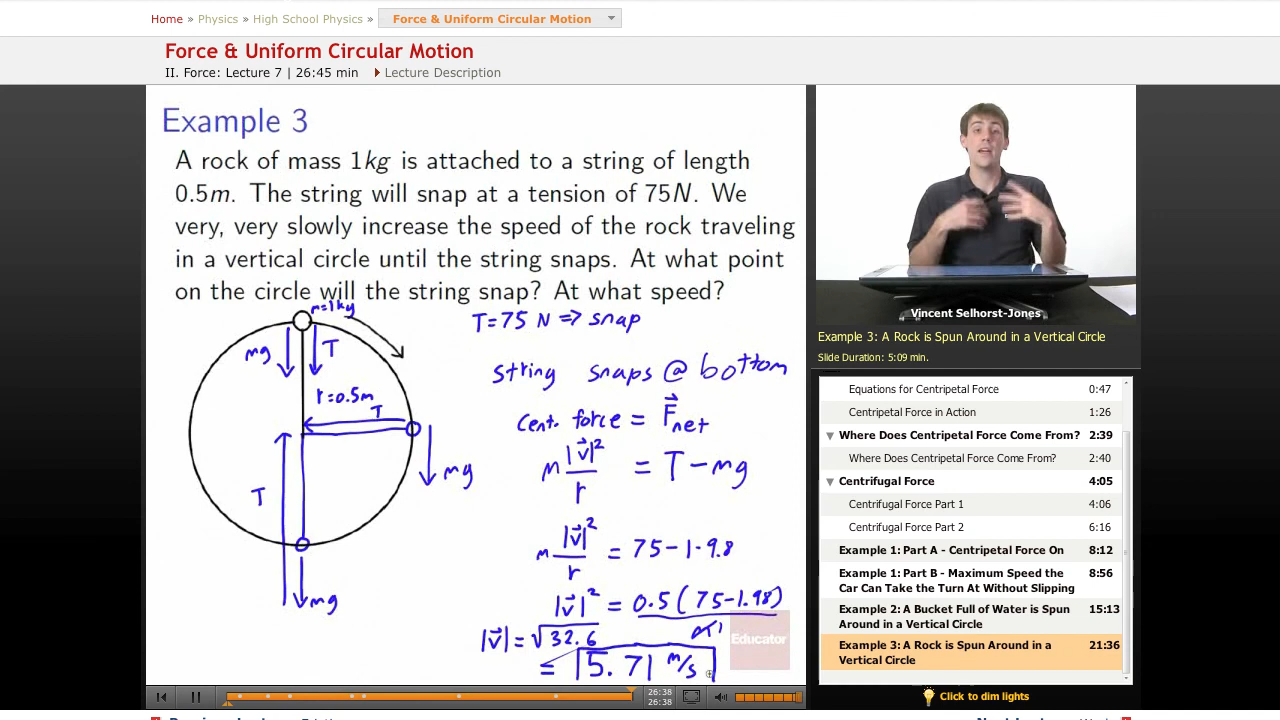 Home » Physics » High School Physics » Force & Uniform Circular Motion
Force & Uniform Circular Motion
II. Force: Lecture 7 | 26:45 min Lecture Description
Example 3
A rock of mass 1kg is attached to a string of length
0.5m. The string will snap at a tension of 75N. We
very, very slowly increase the speed of the rock traveling
in a vertical circle until the string snaps. At what point
on the circle will the string snap? At what speed?
m=1kg
mg
T
r=0.5m
T
mg
T
mg
T=75 N => snap
string snaps @ bottom
Cent. force = F⃗net
m |v⃗|²/r = T-mg
m |v⃗|²/r = 75-1·9.8
|v⃗|² = 0.5(75-1.98)
|v⃗| = √32.6
= 5.71 m/s
Educator
Vincent Selhorst-Jones
Example 3: A Rock is Spun Around in a Vertical Circle
Slide Duration: 5:09 min.
Equations for Centripetal Force 0:47
Centripetal Force in Action 1:26
Where Does Centripetal Force Come From? 2:39
Where Does Centripetal Force Come From? 2:40
Centrifugal Force 4:05
Centrifugal Force Part 1 4:06
Centrifugal Force Part 2 6:16
Example 1: Part A - Centripetal Force On 8:12
Example 1: Part B - Maximum Speed the 8:56
Car Can Take the Turn At Without Slipping
Example 2: A Bucket Full of Water is Spun 15:13
Around in a Vertical Circle
Example 3: A Rock is Spun Around in a 21:36
Vertical Circle
26:38
26:38
Click to dim lights